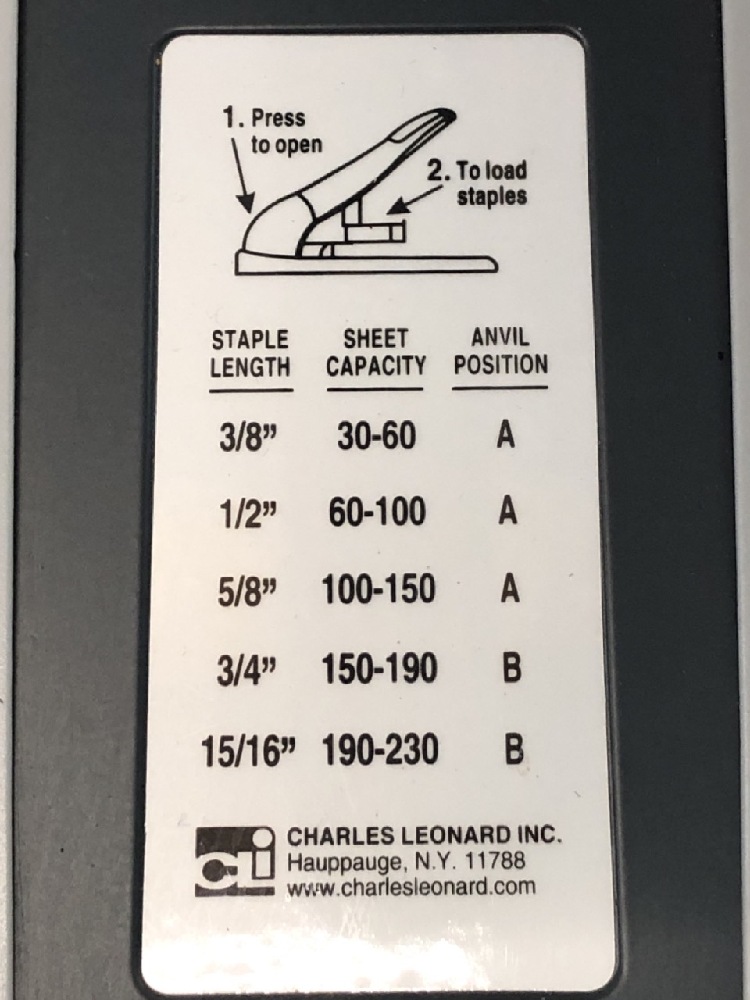 1. Press
to open
2. To load
staples
STAPLE LENGTH SHEET CAPACITY ANVIL POSITION
3/8” 30-60 A
1/2” 60-100 A
5/8” 100-150 A
3/4” 150-190 B
15/16” 190-230 B
CHARLES LEONARD INC.
Hauppauge, N.Y. 11788
www.charlesleonard.com